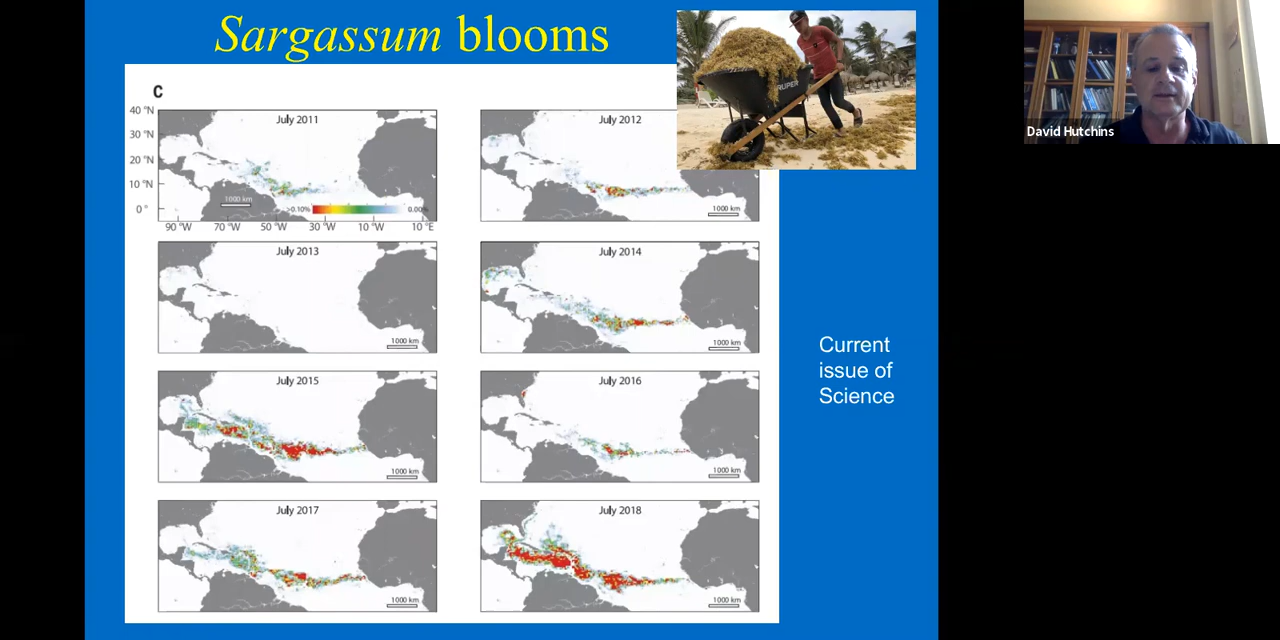 Sargassum blooms
C
40 °N
30 °N
20 °N
10 °N
0 °
July 2011
1000 km
>0.10%
0.00%
90 °W
70 °W
50 °W
30 °W
10 °W
10 °E
July 2012
1000 km
July 2013
1000 km
July 2014
1000 km
July 2015
1000 km
July 2016
1000 km
July 2017
1000 km
July 2018
1000 km
Current
issue of
Science
David Hutchins